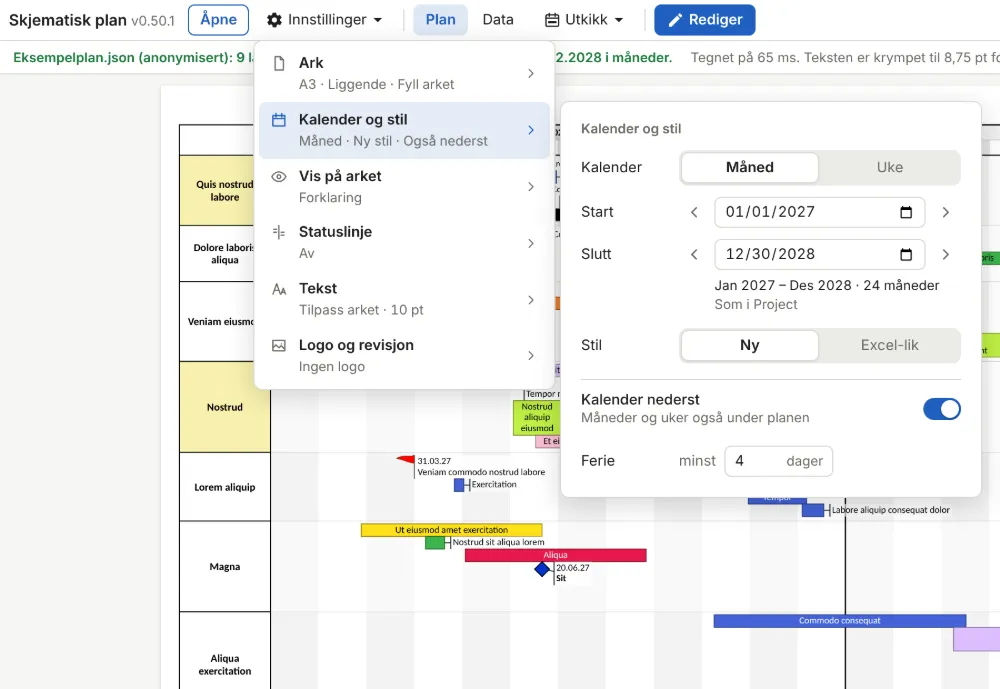 Skjematisk plan v0.50.1 Åpne Innstillinger Plan Data Utkikk Rediger
Eksempelplan.json (anonymisert): 9 2.2028 i måneder. Tegnet på 65 ms. Teksten er krympet til 8,75 pt
Ark
A3 · Liggende · Fyll arket
Kalender og stil
Måned · Ny stil · Også nederst
Vis på arket
Forklaring
Statuslinje
Av
Tekst
Tilpass arket · 10 pt
Logo og revisjon
Ingen logo
Kalender og stil
Kalender Måned Uke
Start 01/01/2027
Slutt 12/30/2028
Jan 2027 – Des 2028 · 24 måneder
Som i Project
Stil Ny Excel-lik
Kalender nederst
Måneder og uker også under planen
Ferie minst 4 dager
Quis nostrud
labore
Dolore
aliqua
Veniam
Nostrud
Tempor
Nostrud
aliquip
eiusmod
Et
Lorem aliquip
31.03.27
Veniam commodo nostrud labore
Exercitation
Tempor
Labore aliquip consequat dolor
Magna
Ut eiusmod amet exercitation
Nostrud sit aliqua lorem
Aliqua
20.06.27
Sit
Commodo consequat
Aliqua
exercitation